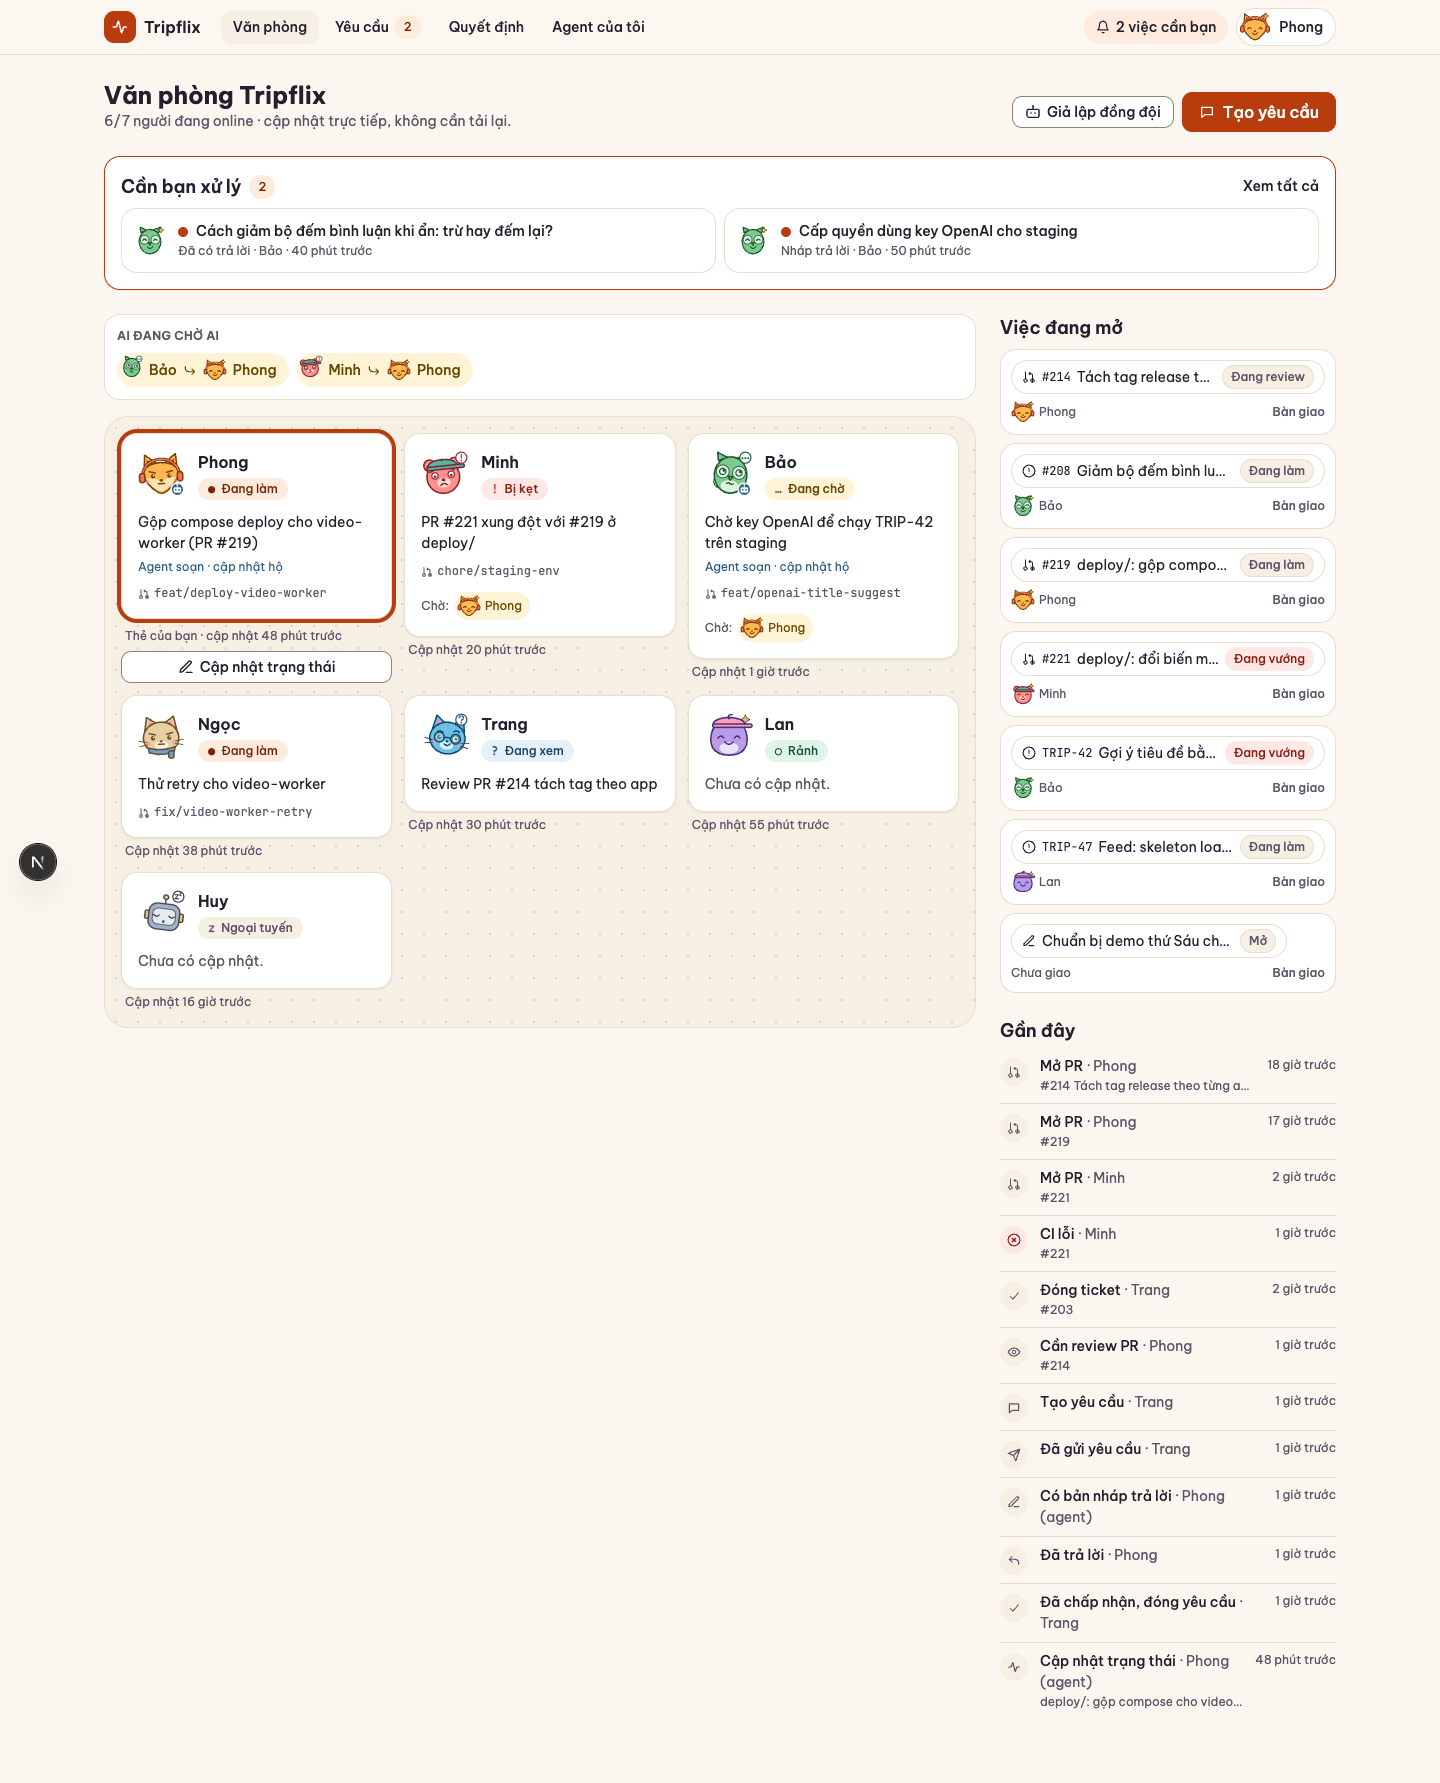 Tripflix
Văn phòng
Yêu cầu 2
Quyết định
Agent của tôi
2 việc cần bạn
Phong
Văn phòng Tripflix
6/7 người đang online · cập nhật trực tiếp, không cần tải lại.
Giả lập đồng đội
Tạo yêu cầu
Cần bạn xử lý 2
Xem tất cả
Cách giảm bộ đếm bình luận khi ẩn: trừ hay đếm lại?
Đã có trả lời · Bảo · 40 phút trước
Cấp quyền dùng key OpenAI cho staging
Nháp trả lời · Bảo · 50 phút trước
AI ĐANG CHỜ AI
Bảo Phong
Minh Phong
Phong
Đang làm
Gộp compose deploy cho video-
worker (PR #219)
Agent soạn · cập nhật hộ
feat/deploy-video-worker
Thẻ của bạn · cập nhật 48 phút trước
Cập nhật trạng thái
Minh
! Bị kẹt
PR #221 xung đột với #219 ở
deploy/
chore/staging-env
Chờ: Phong
Cập nhật 20 phút trước
Bảo
… Đang chờ
Chờ key OpenAI để chạy TRIP-42
trên staging
Agent soạn · cập nhật hộ
feat/openai-title-suggest
Chờ: Phong
Cập nhật 1 giờ trước
Ngọc
Đang làm
Thử retry cho video-worker
fix/video-worker-retry
Cập nhật 38 phút trước
Trang
? Đang xem
Review PR #214 tách tag theo app
Cập nhật 30 phút trước
Lan
Rảnh
Chưa có cập nhật.
Cập nhật 55 phút trước
Huy
z Ngoại tuyến
Chưa có cập nhật.
Cập nhật 16 giờ trước
Việc đang mở
#214 Tách tag release t... Đang review
Phong Bàn giao
#208 Giảm bộ đếm bình lu... Đang làm
Bảo Bàn giao
#219 deploy/: gộp compo... Đang làm
Phong Bàn giao
#221 deploy/: đổi biến m... Đang vướng
Minh Bàn giao
TRIP-42 Gợi ý tiêu đề bằ... Đang vướng
Bảo Bàn giao
TRIP-47 Feed: skeleton loa... Đang làm
Lan Bàn giao
Chuẩn bị demo thứ Sáu ch... Mở
Chưa giao Bàn giao
Gần đây
Mở PR · Phong 18 giờ trước
#214 Tách tag release theo từng a...
Mở PR · Phong 17 giờ trước
#219
Mở PR · Minh 2 giờ trước
#221
CI lỗi · Minh 1 giờ trước
#221
Đóng ticket · Trang 2 giờ trước
#203
Cần review PR · Phong 1 giờ trước
#214
Tạo yêu cầu · Trang 1 giờ trước
Đã gửi yêu cầu · Trang 1 giờ trước
Có bản nháp trả lời · Phong 1 giờ trước
(agent)
Đã trả lời · Phong 1 giờ trước
Đã chấp nhận, đóng yêu cầu · 1 giờ trước
Trang
Cập nhật trạng thái · Phong 48 phút trước
(agent)
deploy/: gộp compose cho video...
N